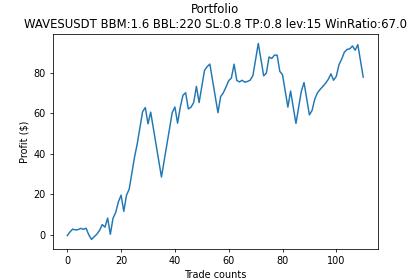 Portfolio
WAVESUSDT BBM:1.6 BBL:220 SL:0.8 TP:0.8 lev:15 WinRatio:67.0
80
60
40
20
0
Profit ($)
0 20 40 60 80 100
Trade counts